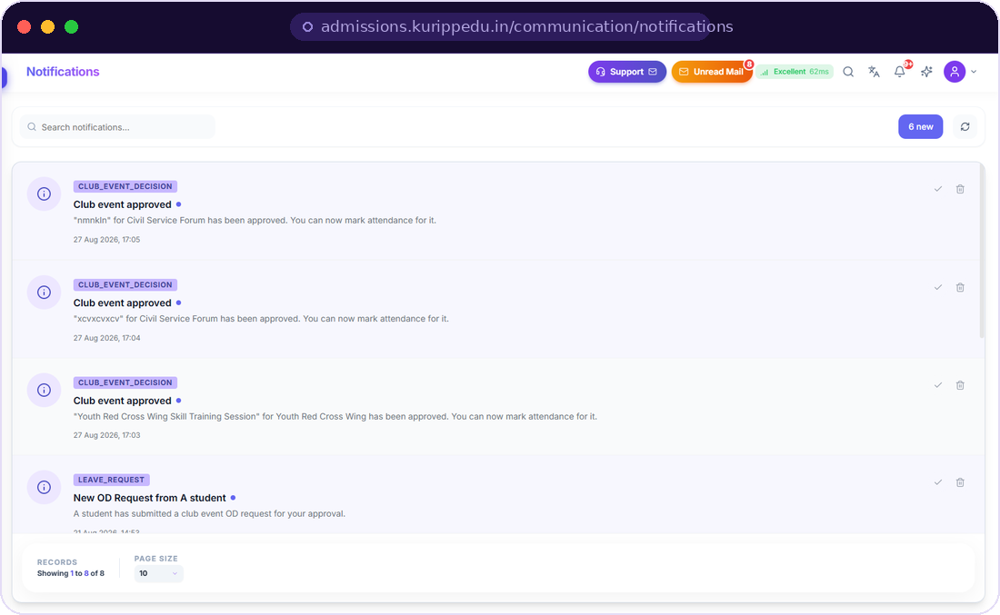 admissions.kurippedu.in/communication/notifications
Notifications
Support
Unread Mail
8
Excellent 62ms
9+
Search notifications...
6 new
CLUB_EVENT_DECISION
Club event approved
"nmnkln" for Civil Service Forum has been approved. You can now mark attendance for it.
27 Aug 2026, 17:05
CLUB_EVENT_DECISION
Club event approved
"xcvxcvxcv" for Civil Service Forum has been approved. You can now mark attendance for it.
27 Aug 2026, 17:04
CLUB_EVENT_DECISION
Club event approved
"Youth Red Cross Wing Skill Training Session" for Youth Red Cross Wing has been approved. You can now mark attendance for it.
27 Aug 2026, 17:03
LEAVE_REQUEST
New OD Request from A student
A student has submitted a club event OD request for your approval.
21 Aug 2026, 14:53
RECORDS
Showing 1 to 8 of 8
PAGE SIZE
10